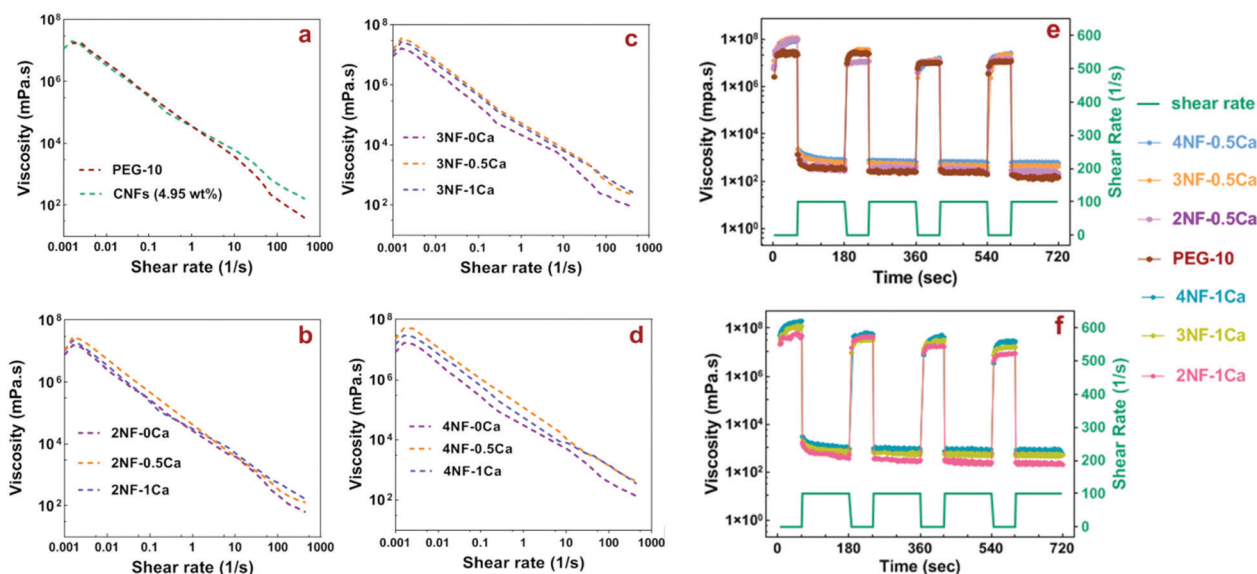 a
10^8
10^6
10^4
10^2
Viscosity (mPa.s)
PEG-10
CNFs (4.95 wt%)
0.001 0.1 1 10 100 1000
Shear rate (1/s)
c
10^8
10^6
10^4
10^2
Viscosity (mPa.s)
3NF-0Ca
3NF-0.5Ca
3NF-1Ca
0.001 0.01 0.1 1 10 100 1000
Shear rate (1/s)
e
1×10^8
1×10^6
1×10^4
1×10^2
1×10^0
Viscosity (mpa.s)
600
500
400
300
200
100
0
Shear Rate (1/s)
0 180 360 540 720
Time (sec)
shear rate
4NF-0.5Ca
3NF-0.5Ca
2NF-0.5Ca
PEG-10
4NF-1Ca
3NF-1Ca
2NF-1Ca
b
10^8
10^6
10^4
10^2
Viscosity (mPa.s)
2NF-0Ca
2NF-0.5Ca
2NF-1Ca
0.001 0.01 0.1 1 10 100 1000
Shear rate (1/s)
d
10^8
10^6
10^4
10^2
Viscosity (mPa.s)
4NF-0Ca
4NF-0.5Ca
4NF-1Ca
0.001 0.01 0.1 1 10 100 1000
Shear rate (1/s)
f
1×10^8
1×10^6
1×10^4
1×10^2
1×10^0
Viscosity (mPa.s)
600
500
400
300
200
100
0
Shear Rate (1/s)
0 180 360 540 720
Time (sec)